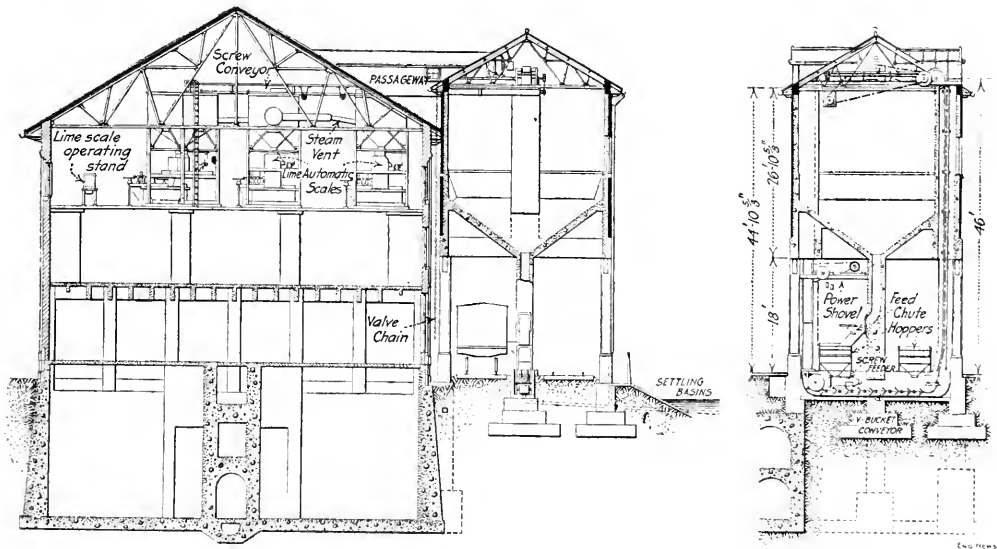 Screw
Conveyor
PASSAGEWAY
Lime scale
operating
stand
Steam
Vent
Lime Automatic
Scales
Valve
Chain
SETTLING
BASINS
44' 10 5/8"
26' 10 5/8"
18'
46'
Power
Shovel
Feed
Chute
Hoppers
SCREW
FEEDER
V-BUCKET
CONVEYOR
ENG NEWS